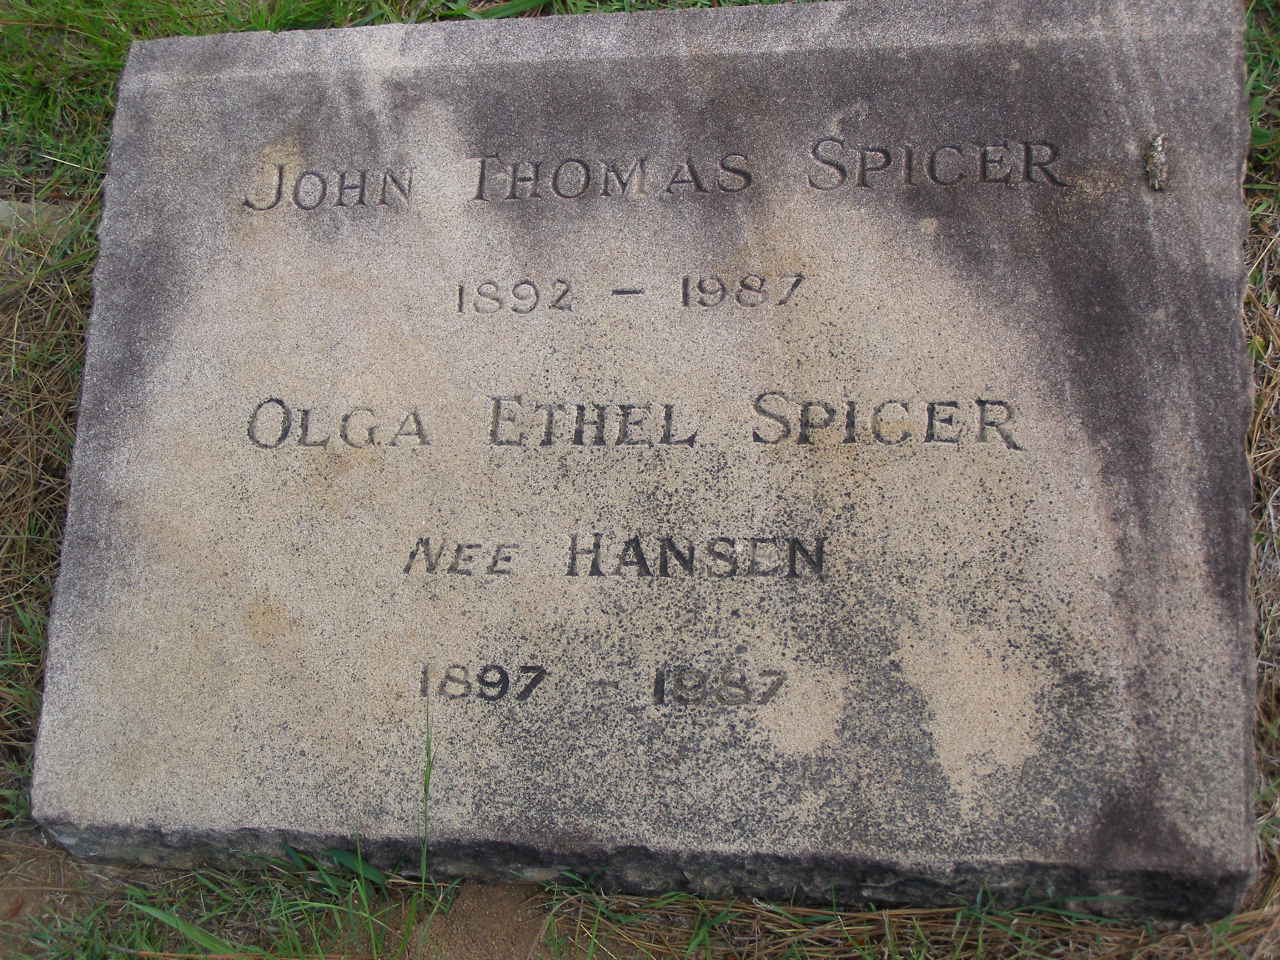 JOHN THOMAS SPICER
1892 - 1987
OLGA ETHEL SPICER
NEE HANSEN
1897 - 1987